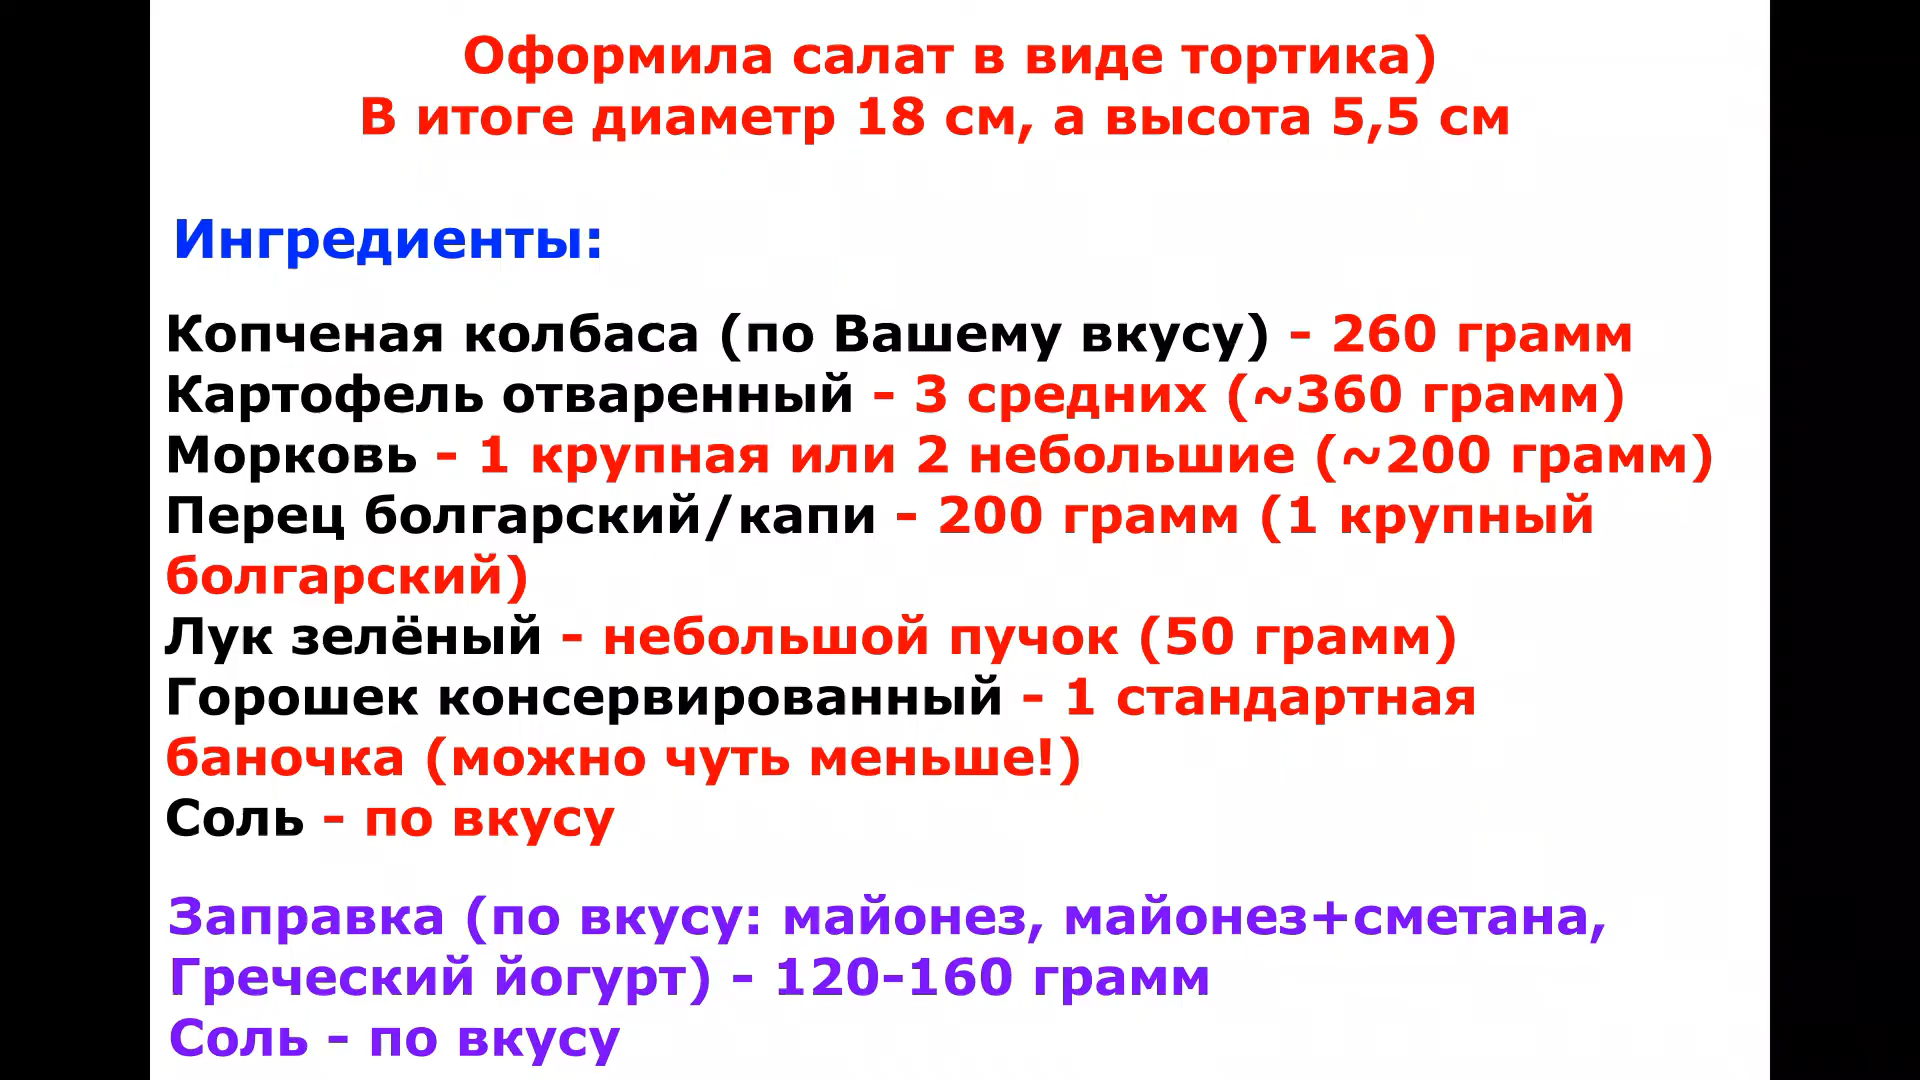 Оформила салат в виде тортика)
В итоге диаметр 18 см, а высота 5,5 см
Ингредиенты:
Копченая колбаса (по Вашему вкусу) - 260 грамм
Картофель отваренный - 3 средних (~360 грамм)
Морковь - 1 крупная или 2 небольшие (~200 грамм)
Перец болгарский/капи - 200 грамм (1 крупный
болгарский)
Лук зелёный - небольшой пучок (50 грамм)
Горошек консервированный - 1 стандартная
баночка (можно чуть меньше!)
Соль - по вкусу
Заправка (по вкусу: майонез, майонез+сметана,
Греческий йогурт) - 120-160 грамм
Соль - по вкусу